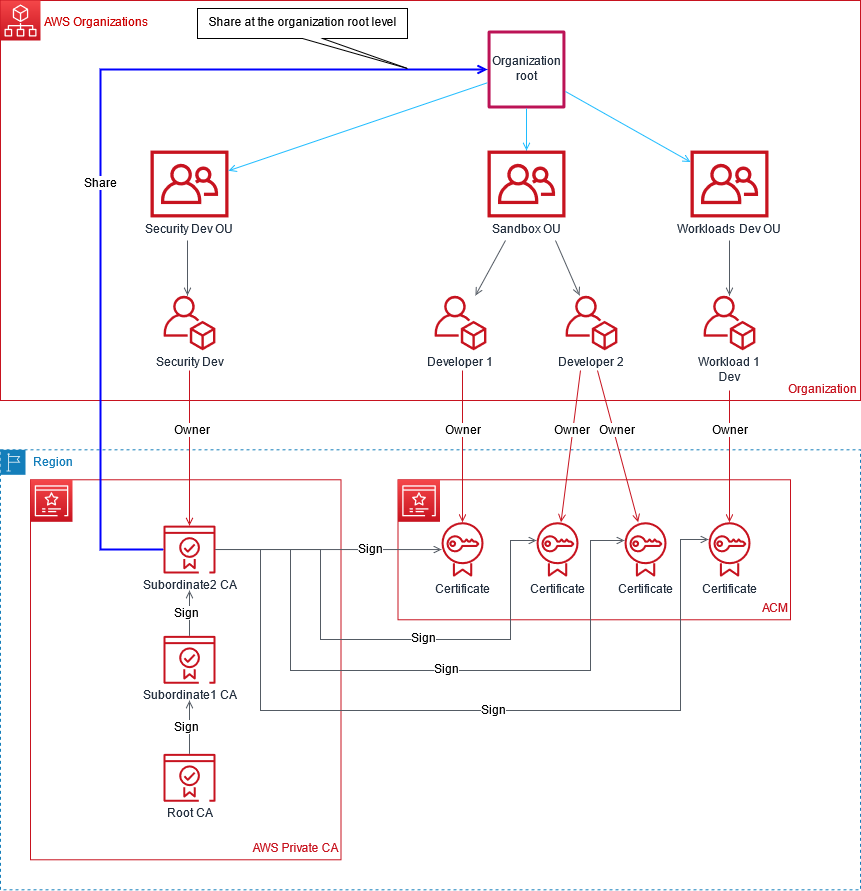 AWS Organizations
Share at the organization root level
Organization
root
Share
Security Dev OU
Sandbox OU
Workloads Dev OU
Security Dev
Developer 1
Developer 2
Workload 1
Dev
Organization
Owner
Owner
Owner
Owner
Owner
Region
Sign
Subordinate2 CA
Certificate
Certificate
Certificate
Certificate
ACM
Sign
Sign
Sign
Subordinate1 CA
Sign
Sign
Root CA
AWS Private CA